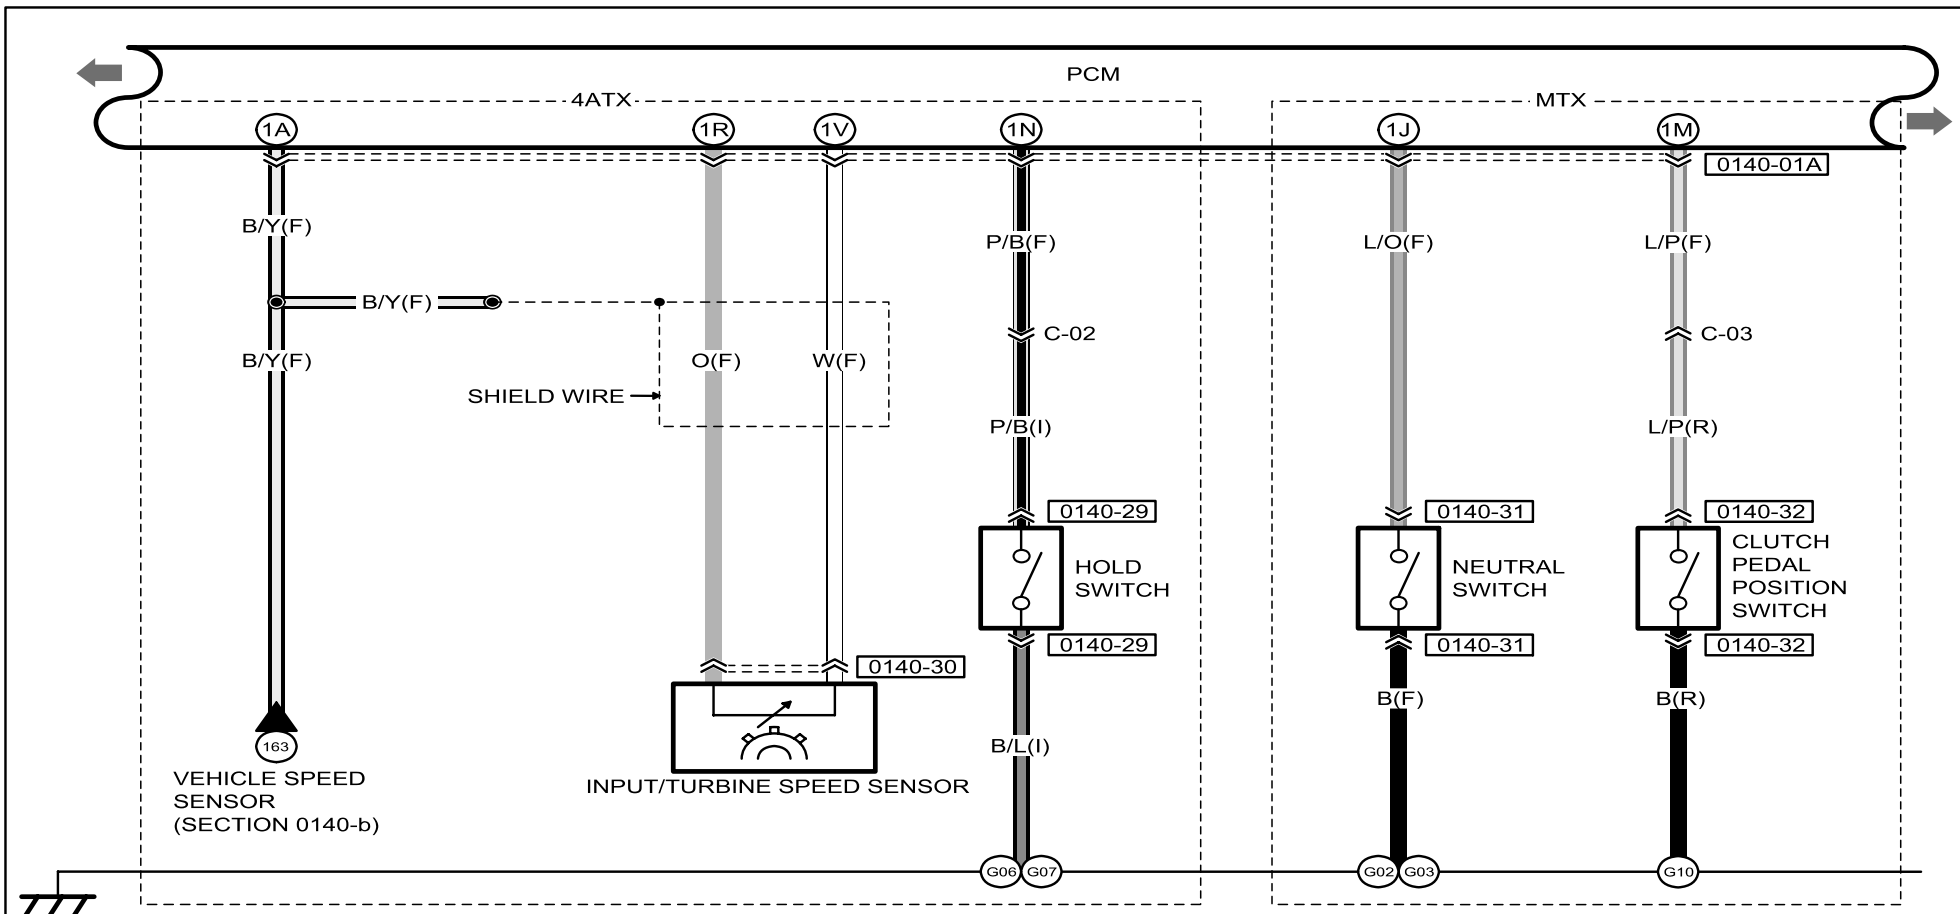 PCM
4ATX
MTX
1A
1R
1V
1N
1J
1M
0140-01A
B/Y(F)
P/B(F)
L/O(F)
L/P(F)
B/Y(F)
C-02
C-03
B/Y(F)
O(F)
W(F)
SHIELD WIRE
P/B(I)
L/P(R)
0140-29
0140-31
0140-32
HOLD
SWITCH
NEUTRAL
SWITCH
CLUTCH
PEDAL
POSITION
SWITCH
0140-29
0140-31
0140-32
0140-30
B(F)
B(R)
B/L(I)
163
VEHICLE SPEED
SENSOR
(SECTION 0140-b)
INPUT/TURBINE SPEED SENSOR
G06
G07
G02
G03
G10